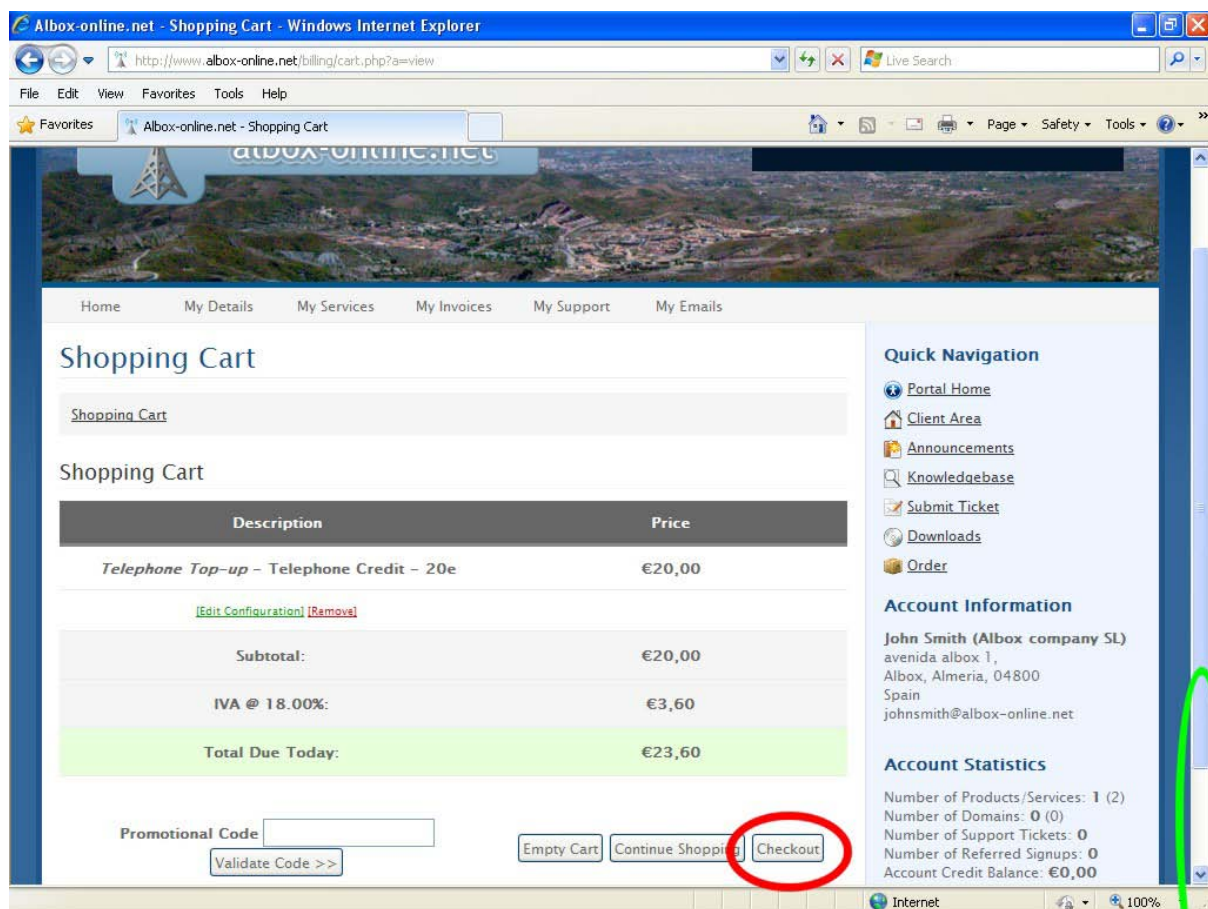 Albox-online.net - Shopping Cart - Windows Internet Explorer
http://www.albox-online.net/billing/cart.php?a=view
Live Search
File Edit View Favorites Tools Help
Favorites Albox-online.net - Shopping Cart Page Safety Tools
albox-online.net
Home My Details My Services My Invoices My Support My Emails
Shopping Cart
Shopping Cart
Shopping Cart
Description Price
Telephone Top-up - Telephone Credit - 20e €20,00
[Edit Configuration] [Remove]
Subtotal: €20,00
IVA @ 18.00%: €3,60
Total Due Today: €23,60
Promotional Code
Validate Code >>
Empty Cart Continue Shopping Checkout
Quick Navigation
Portal Home
Client Area
Announcements
Knowledgebase
Submit Ticket
Downloads
Order
Account Information
John Smith (Albox company SL)
avenida albox 1,
Albox, Almeria, 04800
Spain
johnsmith@albox-online.net
Account Statistics
Number of Products/Services: 1 (2)
Number of Domains: 0 (0)
Number of Support Tickets: 0
Number of Referred Signups: 0
Account Credit Balance: €0,00
Internet 100%